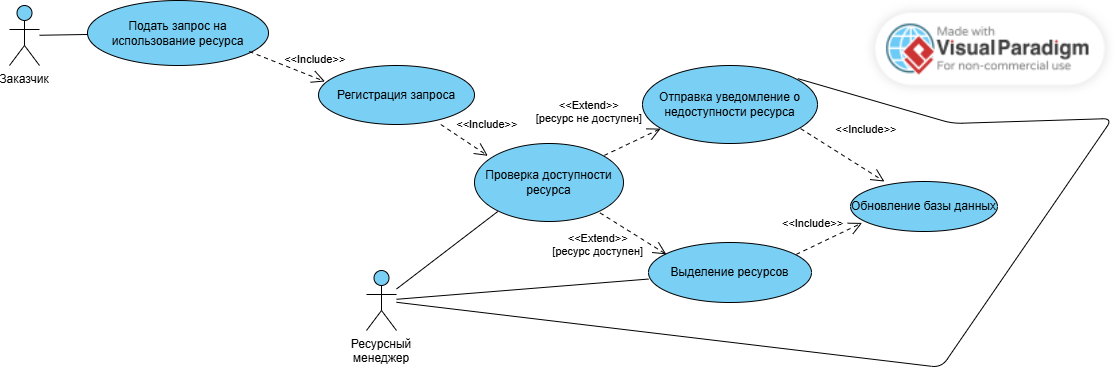 Подать запрос на
использование ресурса
Заказчик
<<Include>>
Регистрация запроса
<<Include>>
Проверка доступности
ресурса
<<Extend>>
[ресурс не доступен]
Отправка уведомление о
недоступности ресурса
<<Include>>
Обновление базы данных
<<Include>>
<<Extend>>
[ресурс доступен]
Выделение ресурсов
Ресурсный
менеджер
Made with
VisualParadigm
For non-commercial use